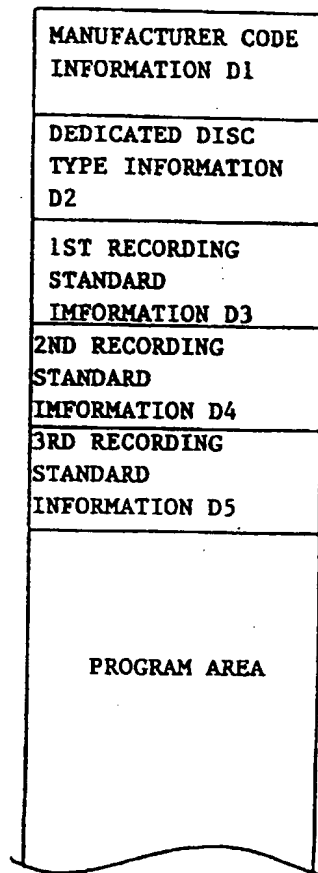 MANUFACTURER CODE
INFORMATION D1
DEDICATED DISC
TYPE INFORMATION
D2
1ST RECORDING
STANDARD
IMFORMATION D3
2ND RECORDING
STANDARD
IMFORMATION D4
3RD RECORDING
STANDARD
INFORMATION D5
PROGRAM AREA